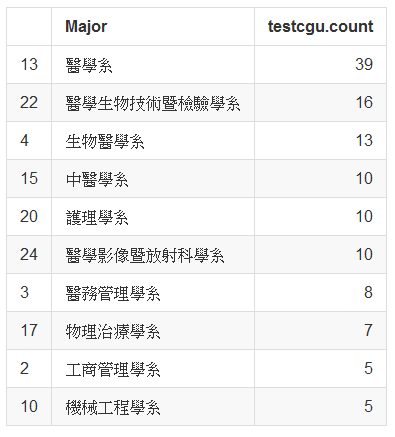 Major testcgu.count
13 醫學系 39
22 醫學生物技術暨檢驗學系 16
4 生物醫學系 13
15 中醫學系 10
20 護理學系 10
24 醫學影像暨放射科學系 10
3 醫務管理學系 8
17 物理治療學系 7
2 工商管理學系 5
10 機械工程學系 5